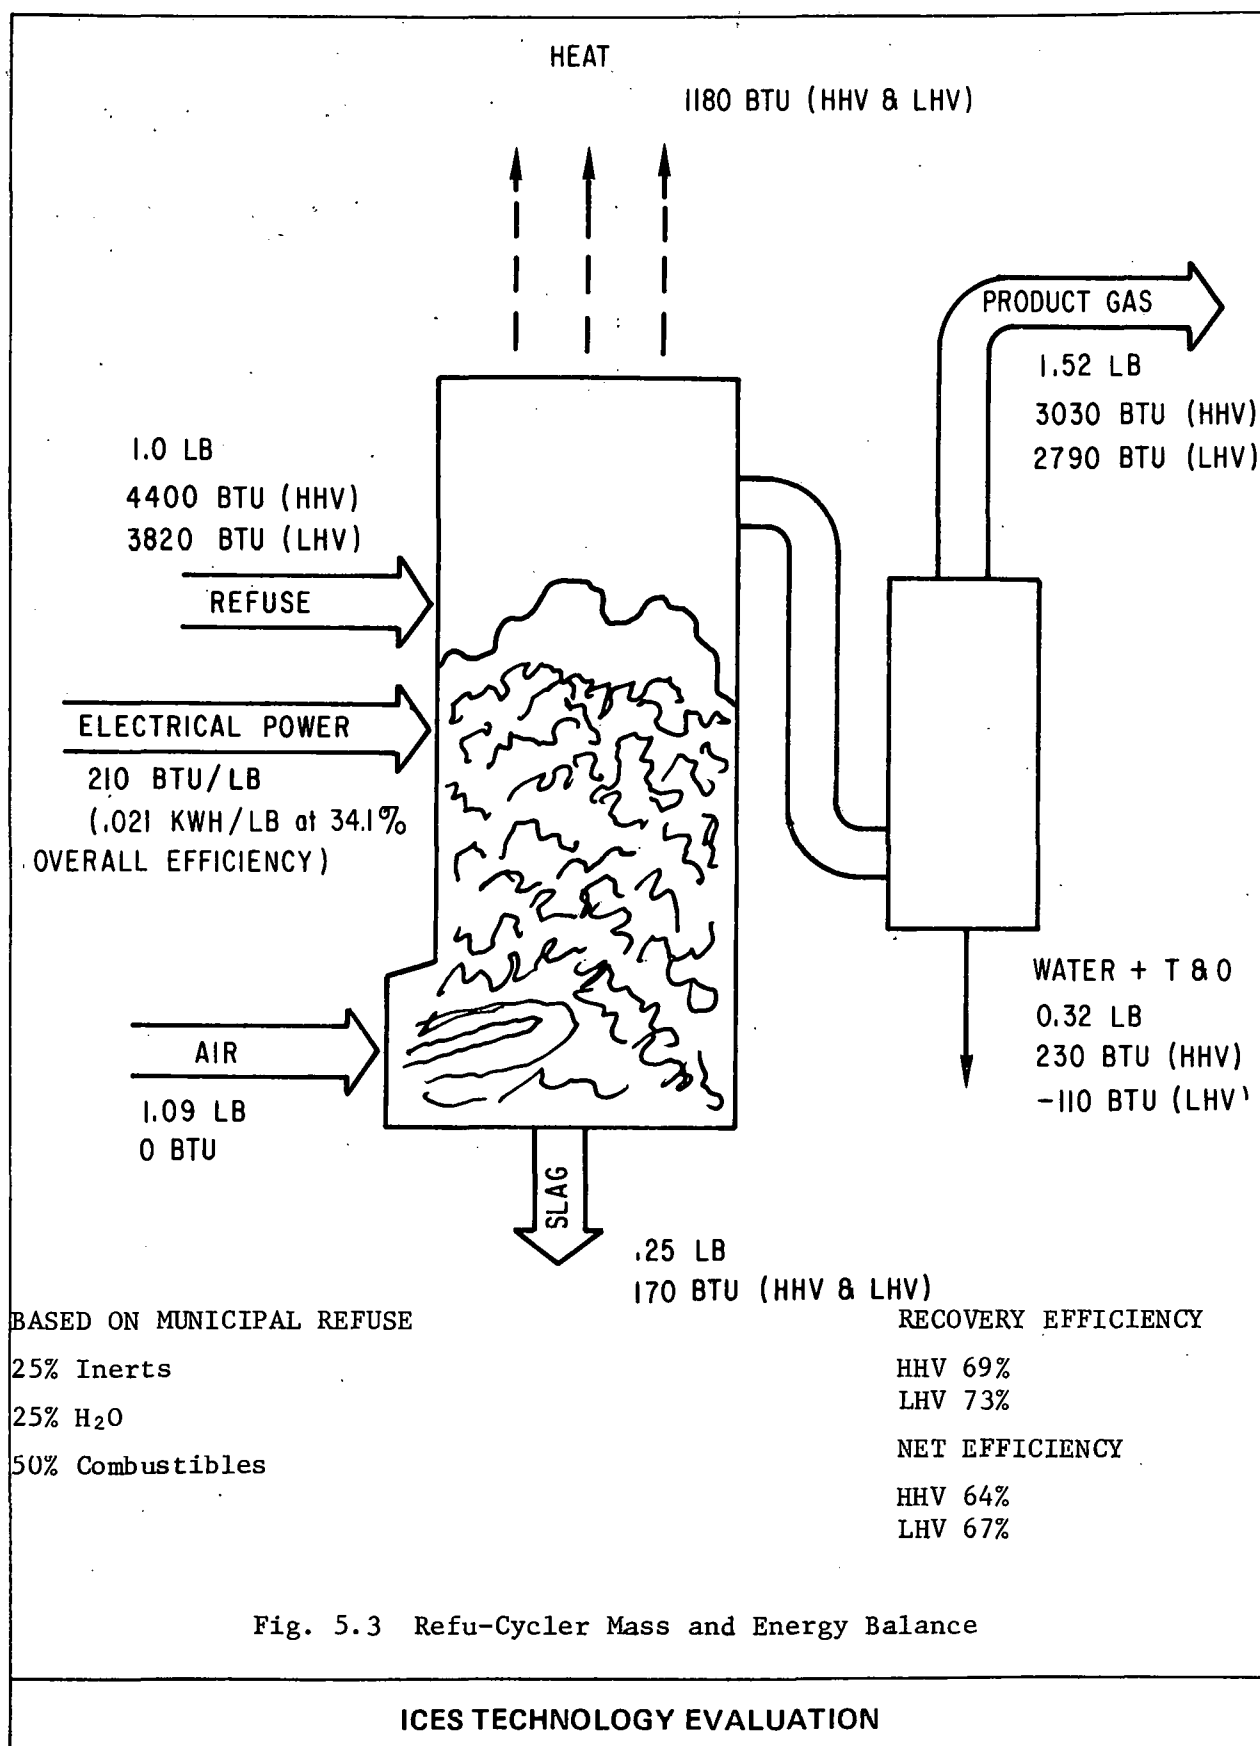 HEAT
1180 BTU (HHV & LHV)
PRODUCT GAS
1.52 LB
3030 BTU (HHV)
2790 BTU (LHV)
1.0 LB
4400 BTU (HHV)
3820 BTU (LHV)
REFUSE
ELECTRICAL POWER
210 BTU/LB
(.021 KWH/LB at 34.1%
OVERALL EFFICIENCY)
AIR
1.09 LB
0 BTU
WATER + T & O
0.32 LB
230 BTU (HHV)
-110 BTU (LHV)
SLAG
.25 LB
170 BTU (HHV & LHV)
BASED ON MUNICIPAL REFUSE
25% Inerts
25% H₂O
50% Combustibles
RECOVERY EFFICIENCY
HHV 69%
LHV 73%
NET EFFICIENCY
HHV 64%
LHV 67%
Fig. 5.3 Refu-Cycler Mass and Energy Balance
ICES TECHNOLOGY EVALUATION